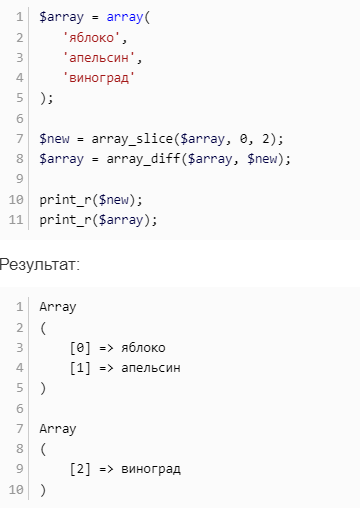 1 $array = array(
2    'яблоко',
3    'апельсин',
4    'виноград'
5 );
6
7 $new = array_slice($array, 0, 2);
8 $array = array_diff($array, $new);
9
10 print_r($new);
11 print_r($array);
Результат:
1 Array
2 (
3     [0] => яблоко
4     [1] => апельсин
5 )
6
7 Array
8 (
9     [2] => виноград
10 )